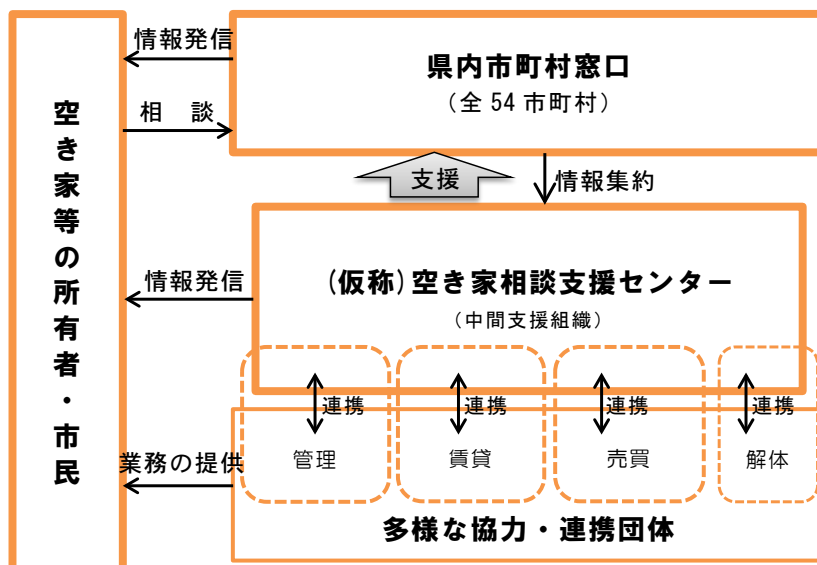 情報発信
県内市町村窓口
（全 54 市町村）
相　談
支援
情報集約
空き家等の所有者・市民
(仮称)空き家相談支援センター
（中間支援組織）
情報発信
連携
連携
連携
連携
管理
賃貸
売買
解体
業務の提供
多様な協力・連携団体